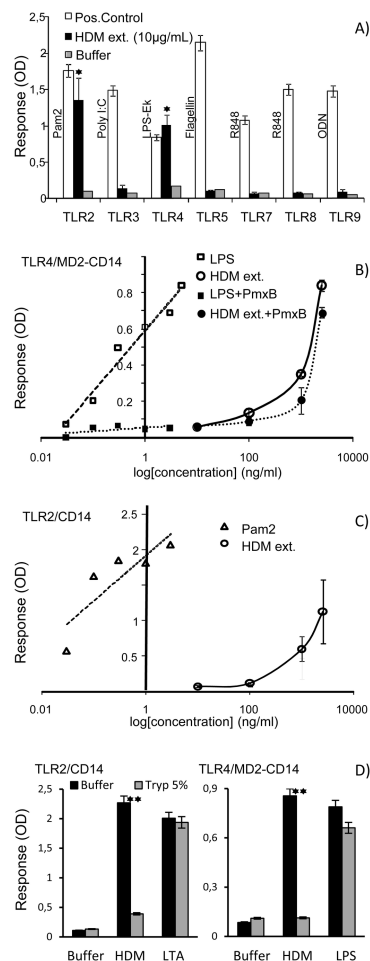 Pos.Control
HDM ext. (10µg/mL)
Buffer
A)
Response (OD)
2
1,5
1
0,5
0
Pam2
*
Poly I:C
LPS-Ek
*
Flagellin
R848
R848
ODN
TLR2 TLR3 TLR4 TLR5 TLR7 TLR8 TLR9
TLR4/MD2-CD14
LPS
HDM ext.
LPS+PmxB
HDM ext.+PmxB
B)
Response (OD)
0.8
0.6
0.4
0.2
0
0.01 1 100 10000
log[concentration] (ng/ml)
TLR2/CD14
Pam2
HDM ext.
C)
Response (OD)
2.5
2
1.5
1
0.5
0.01 1 100 10000
log[concentration] (ng/ml)
D)
TLR2/CD14
Buffer Tryp 5%
Response (OD)
2,5
2
1,5
1
0,5
0
**
Buffer HDM LTA
TLR4/MD2-CD14
0,9
0,6
0,3
0
**
Buffer HDM LPS